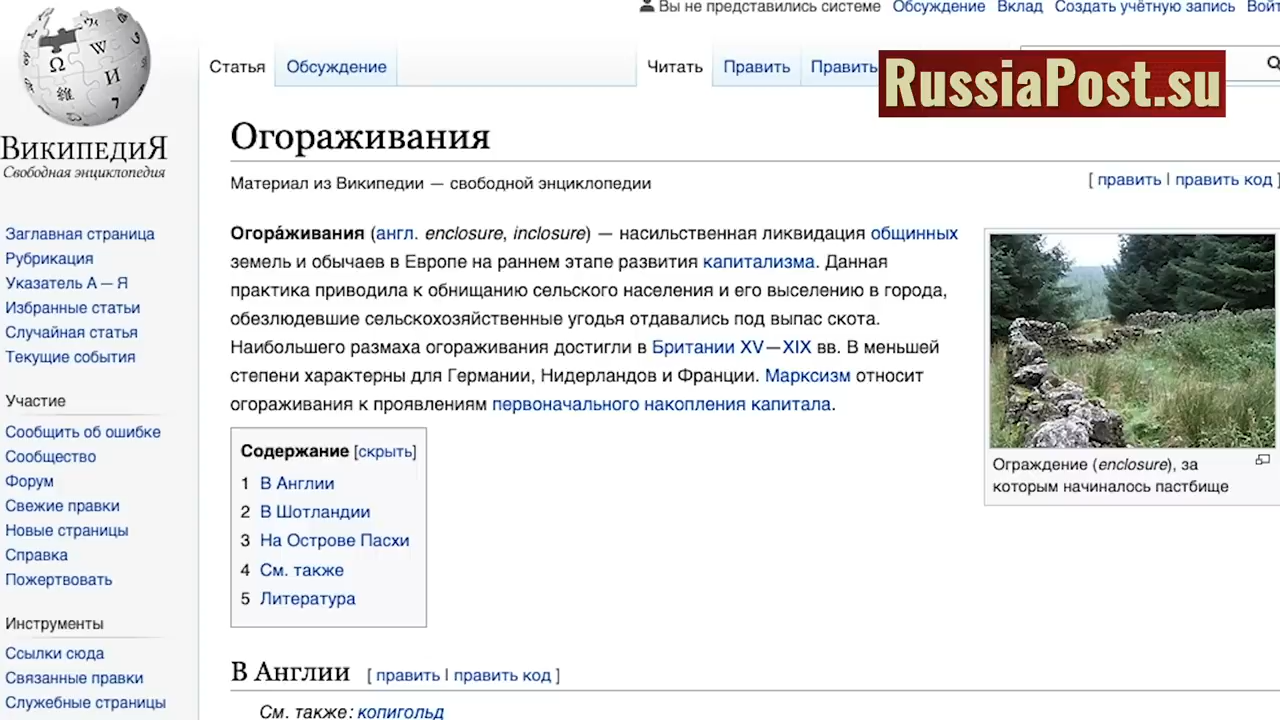 Вы не представились системе Обсуждение Вклад Создать учётную запись
Статья Обсуждение Читать Править Править
RussiaPost.su
ВикипедиЯ
Свободная энциклопедия
Огораживания
Материал из Википедии — свободной энциклопедии
[ править | править код ]
Огора́живания (англ. enclosure, inclosure) — насильственная ликвидация общинных
земель и обычаев в Европе на раннем этапе развития капитализма. Данная
практика приводила к обнищанию сельского населения и его выселению в города,
обезлюдевшие сельскохозяйственные угодья отдавались под выпас скота.
Наибольшего размаха огораживания достигли в Британии XV—XIX вв. В меньшей
степени характерны для Германии, Нидерландов и Франции. Марксизм относит
огораживания к проявлениям первоначального накопления капитала.
Ограждение (enclosure), за
которым начиналось пастбище
Содержание [скрыть]
1 В Англии
2 В Шотландии
3 На Острове Пасхи
4 См. также
5 Литература
В Англии [ править | править код ]
См. также: копигольд
Заглавная страница
Рубрикация
Указатель А — Я
Избранные статьи
Случайная статья
Текущие события
Участие
Сообщить об ошибке
Сообщество
Форум
Свежие правки
Новые страницы
Справка
Пожертвовать
Инструменты
Ссылки сюда
Связанные правки
Служебные страницы